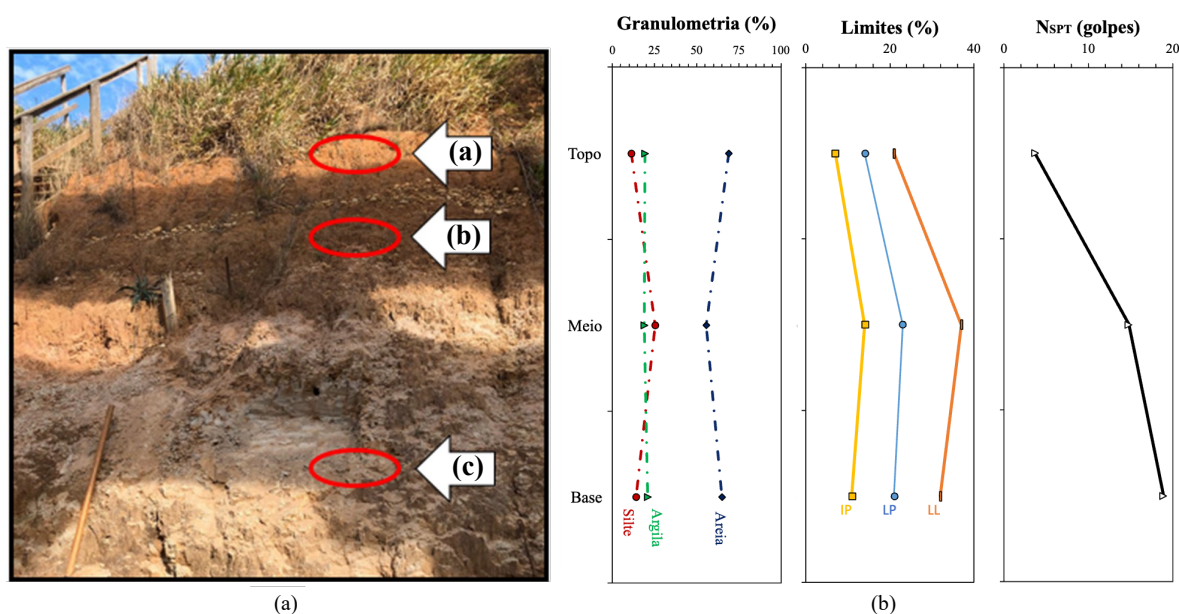 (a)
(b)
(c)
(a)
Granulometria (%)
0 25 50 75 100
Limites (%)
0 20 40
NSPT (golpes)
0 10 20
Topo
Meio
Base
Silte
Argila
Areia
IP LP LL
(b)